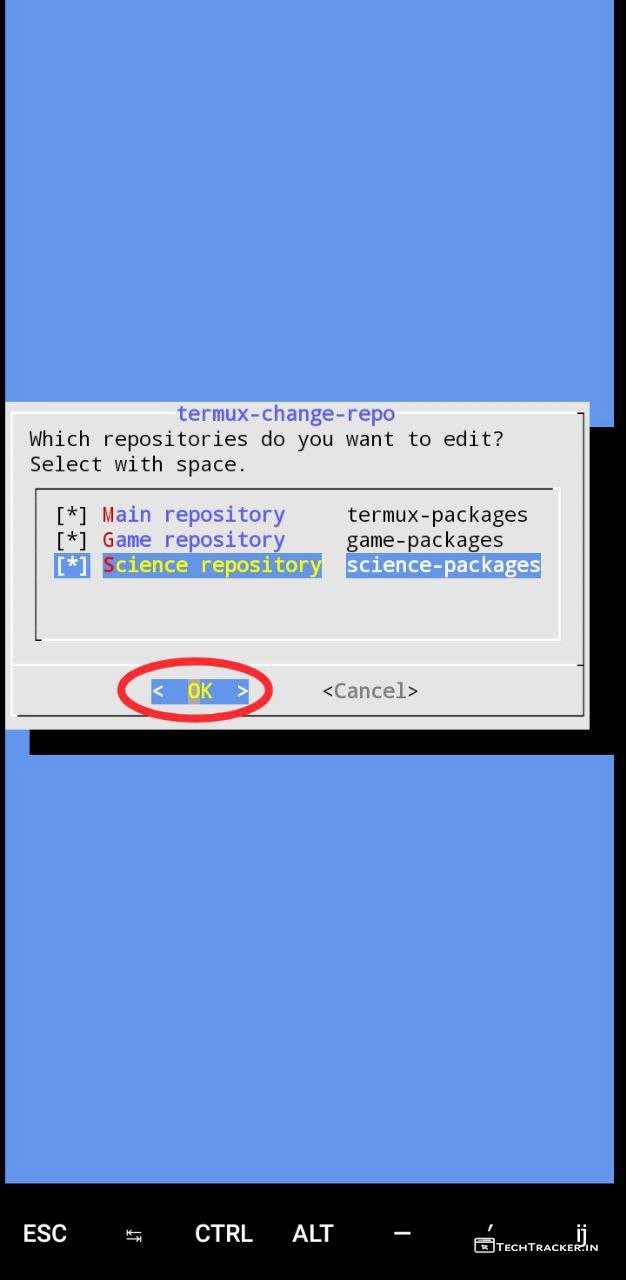 termux-change-repo
Which repositories do you want to edit?
Select with space.
[*] Main repository termux-packages
[*] Game repository game-packages
[*] Science repository science-packages
< OK > <Cancel>
ESC ↹ CTRL ALT — ′ ij
TECHTRACKER.IN